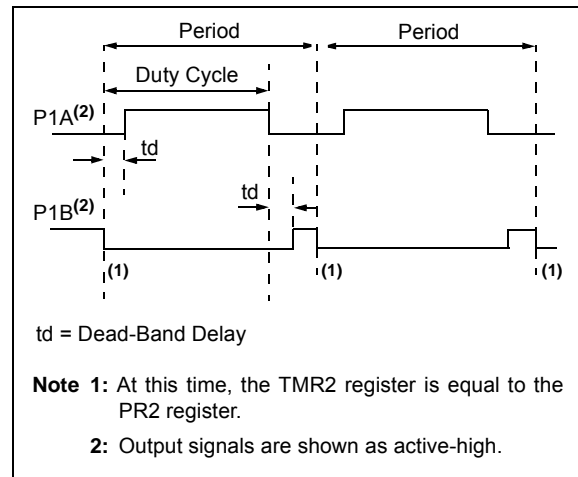 Period Period
Duty Cycle
P1A(2)
td
td
P1B(2)
(1) (1) (1)
td = Dead-Band Delay
Note 1: At this time, the TMR2 register is equal to the
PR2 register.
2: Output signals are shown as active-high.